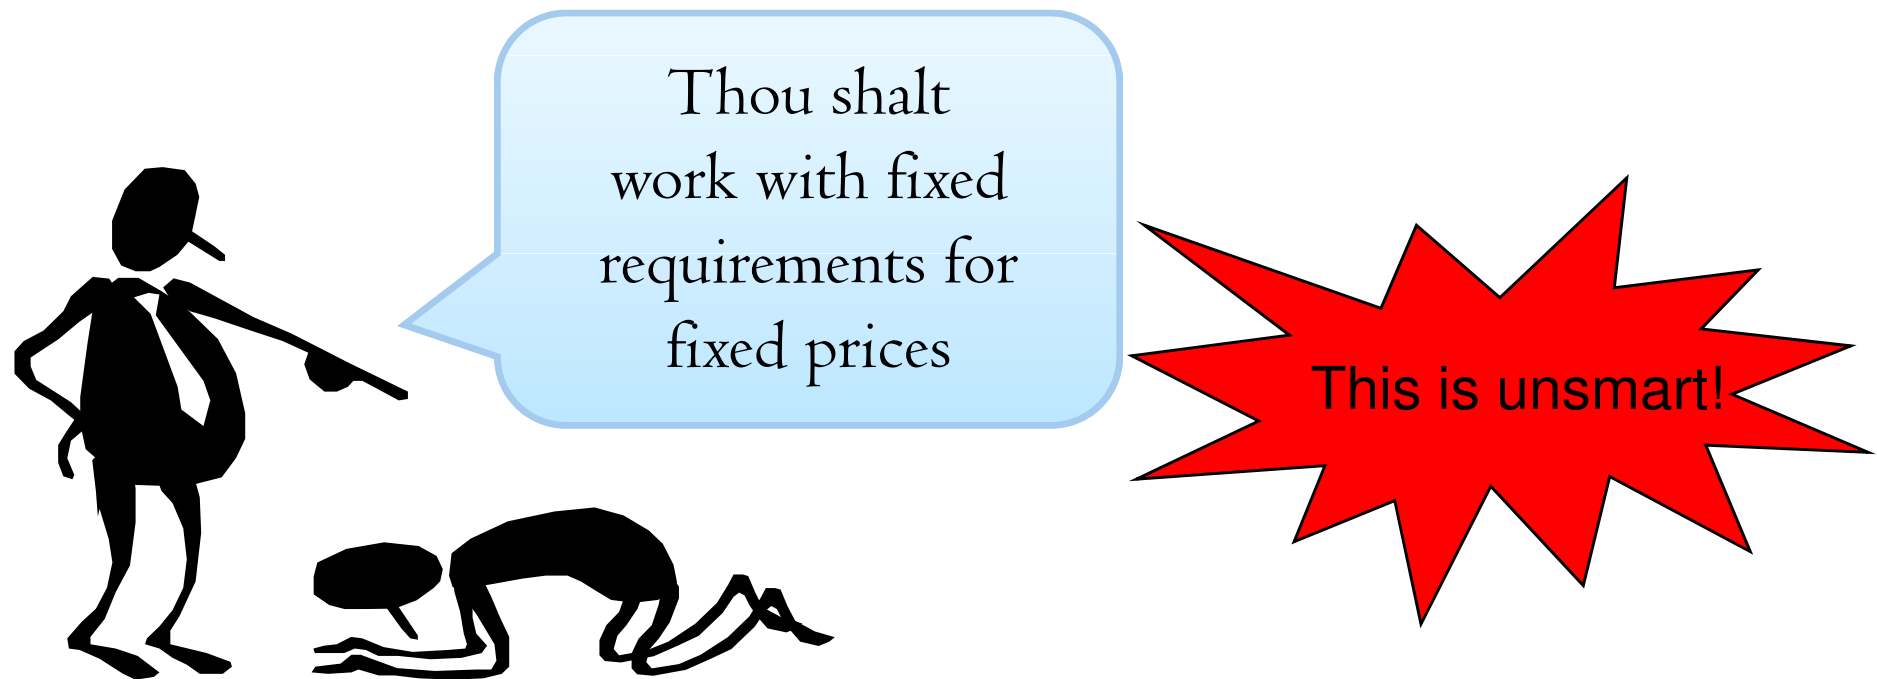 Thou shalt
work with fixed
requirements for
fixed prices
This is unsmart!